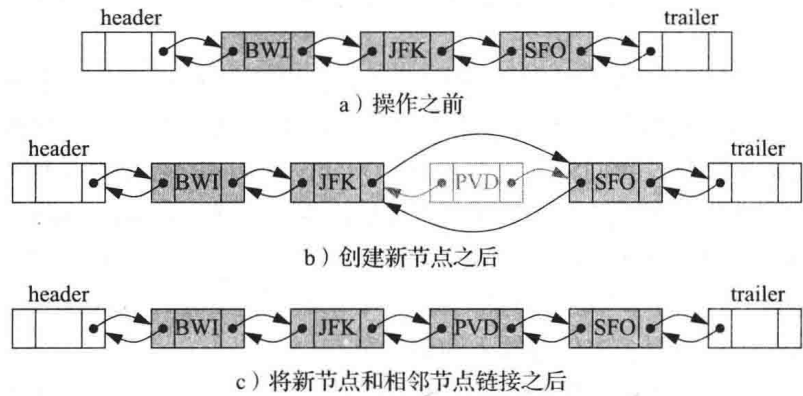 header trailer
BWI JFK SFO
a）操作之前
header trailer
BWI JFK PVD SFO
b）创建新节点之后
header trailer
BWI JFK PVD SFO
c）将新节点和相邻节点链接之后